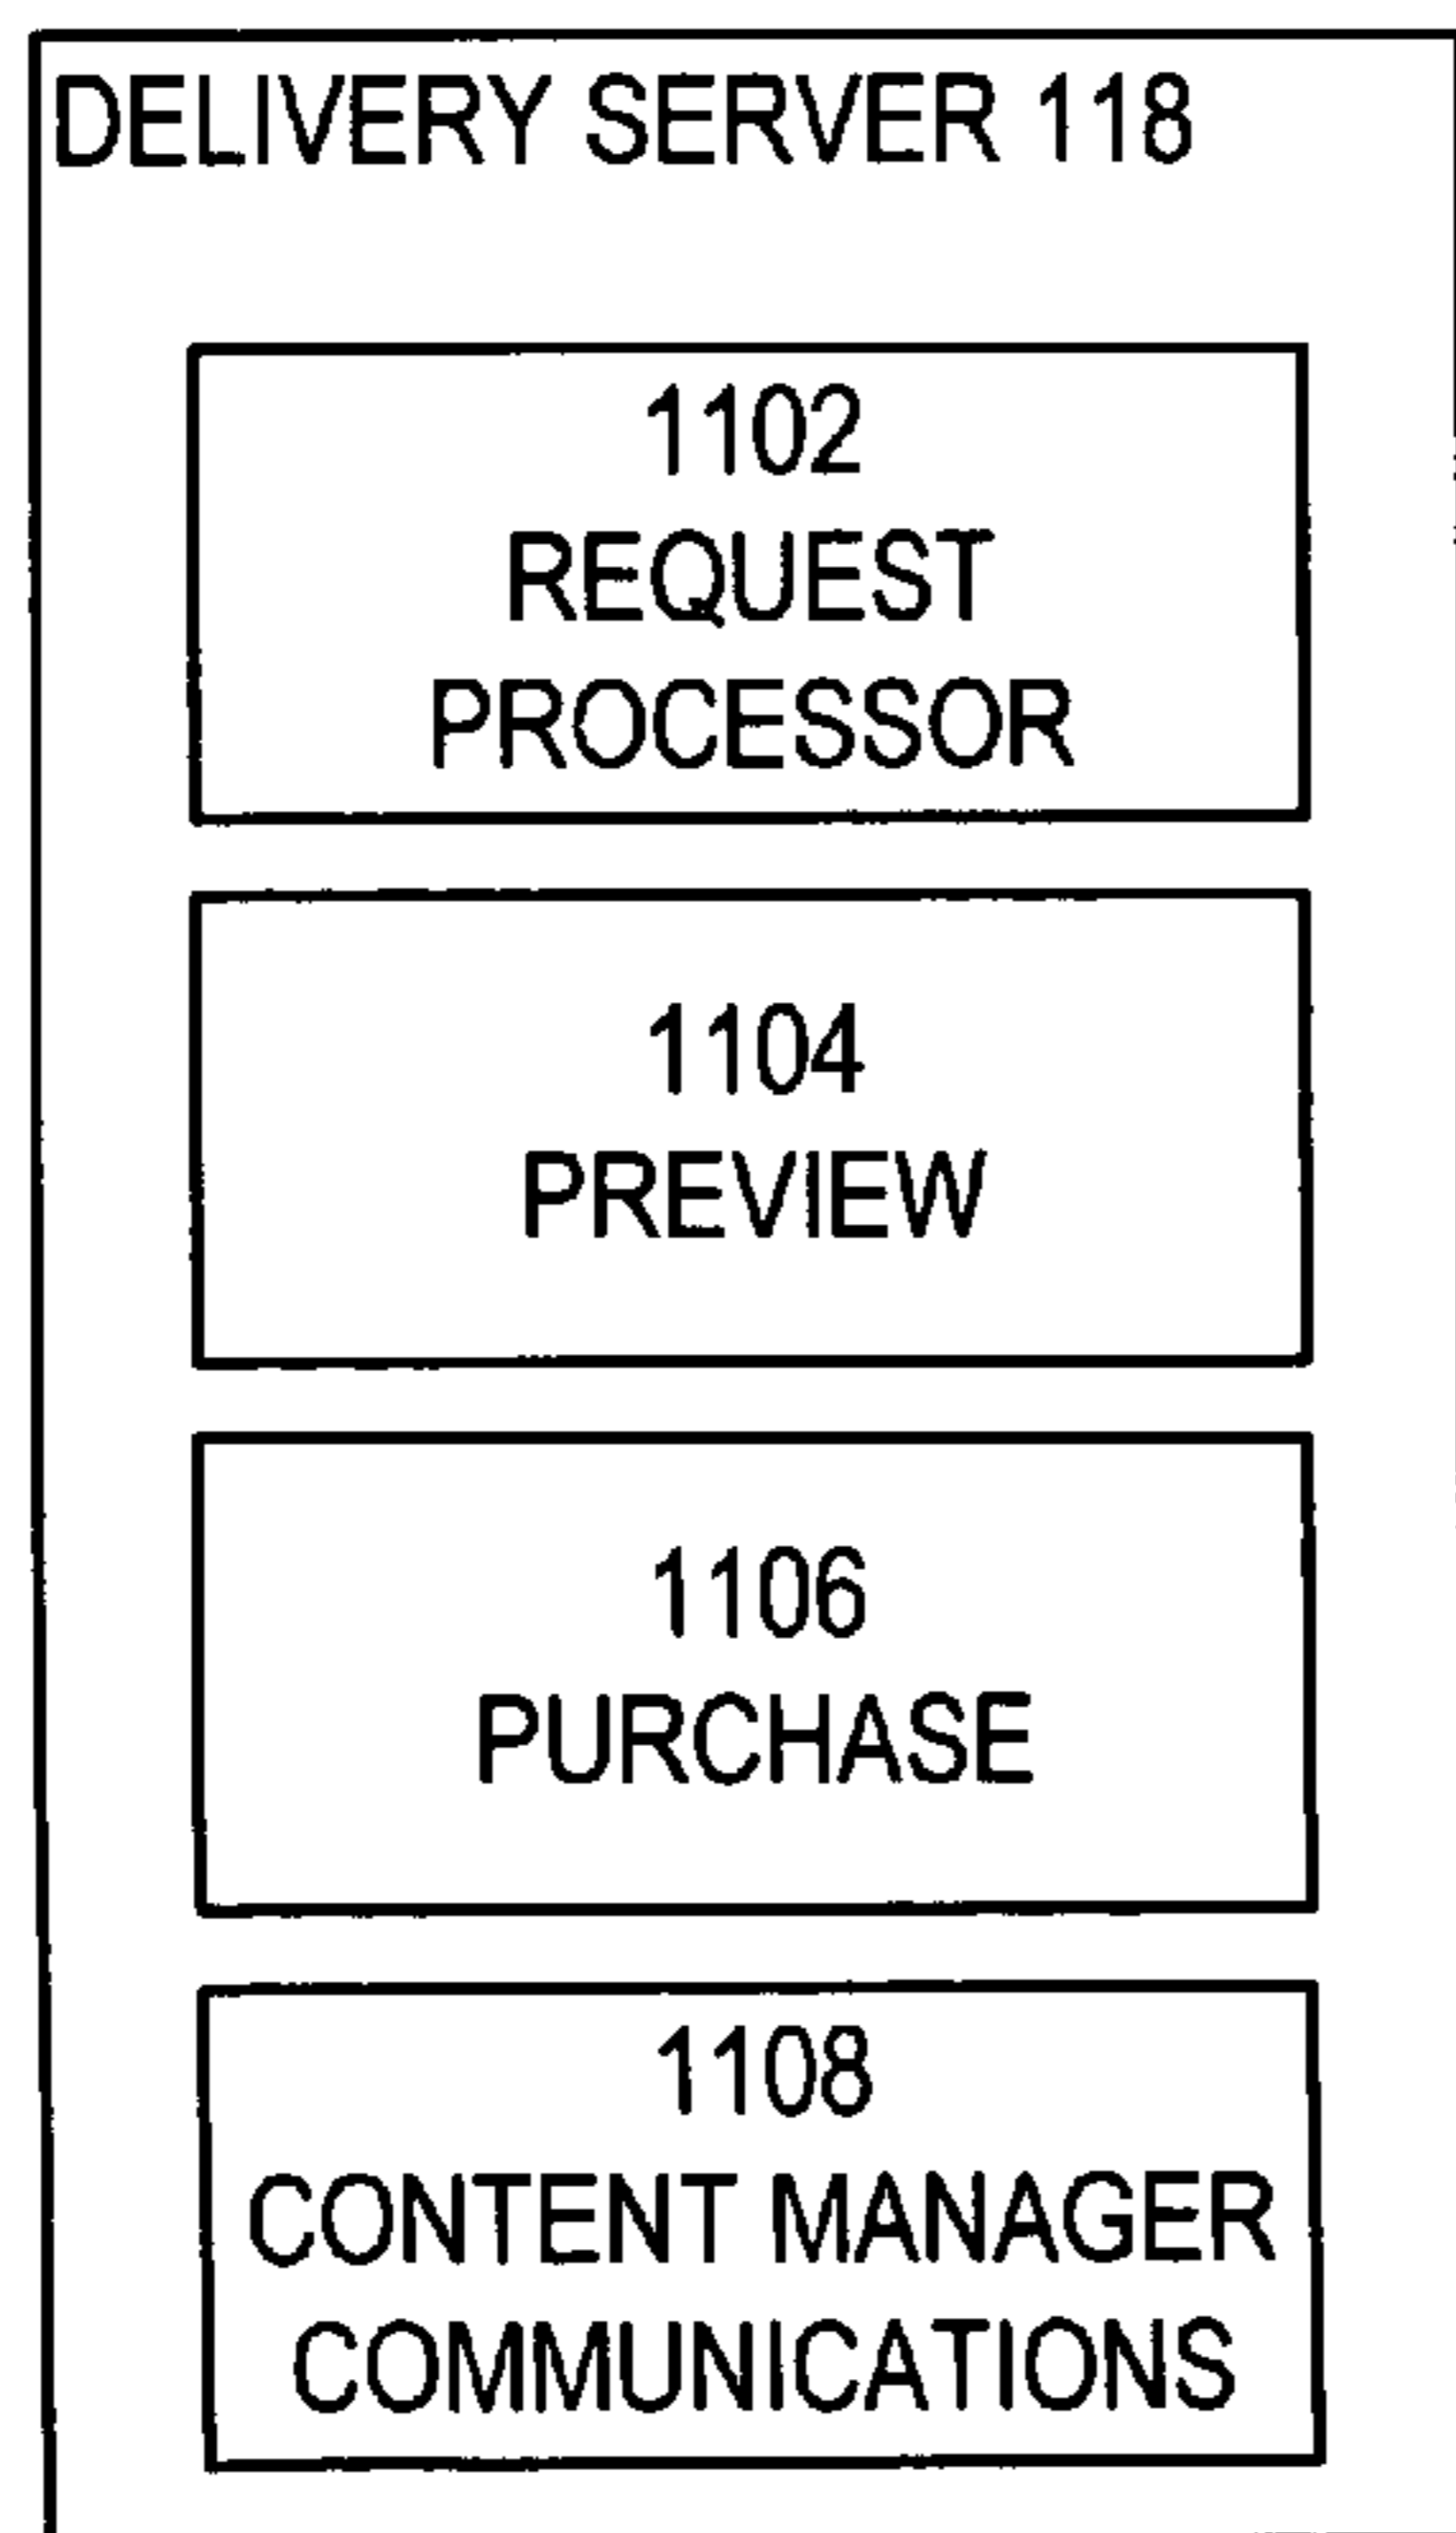 DELIVERY SERVER 118
1102
REQUEST
PROCESSOR
1104
PREVIEW
1106
PURCHASE
1108
CONTENT MANAGER
COMMUNICATIONS